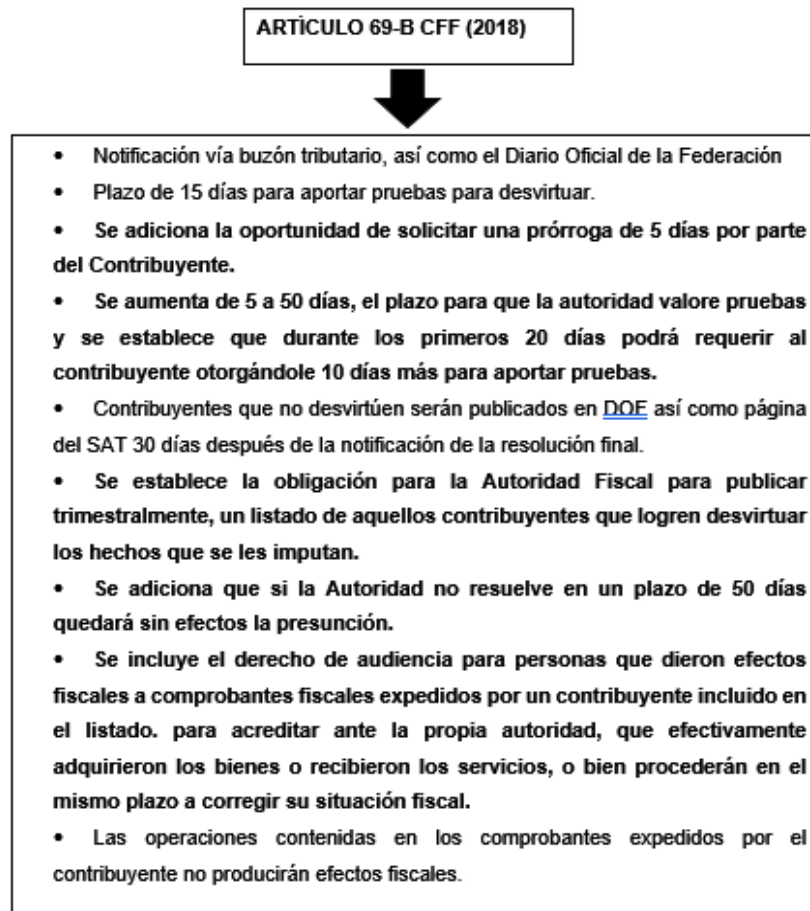 ARTÌCULO 69-B CFF (2018)
• Notificación vía buzón tributario, así como el Diario Oficial de la Federación
• Plazo de 15 días para aportar pruebas para desvirtuar.
• Se adiciona la oportunidad de solicitar una prórroga de 5 días por parte
del Contribuyente.
• Se aumenta de 5 a 50 días, el plazo para que la autoridad valore pruebas
y se establece que durante los primeros 20 días podrá requerir al
contribuyente otorgándole 10 días más para aportar pruebas.
• Contribuyentes que no desvirtúen serán publicados en DOF así como página
del SAT 30 días después de la notificación de la resolución final.
• Se establece la obligación para la Autoridad Fiscal para publicar
trimestralmente, un listado de aquellos contribuyentes que logren desvirtuar
los hechos que se les imputan.
• Se adiciona que si la Autoridad no resuelve en un plazo de 50 días
quedará sin efectos la presunción.
• Se incluye el derecho de audiencia para personas que dieron efectos
fiscales a comprobantes fiscales expedidos por un contribuyente incluido en
el listado. para acreditar ante la propia autoridad, que efectivamente
adquirieron los bienes o recibieron los servicios, o bien procederán en el
mismo plazo a corregir su situación fiscal.
• Las operaciones contenidas en los comprobantes expedidos por el
contribuyente no producirán efectos fiscales.